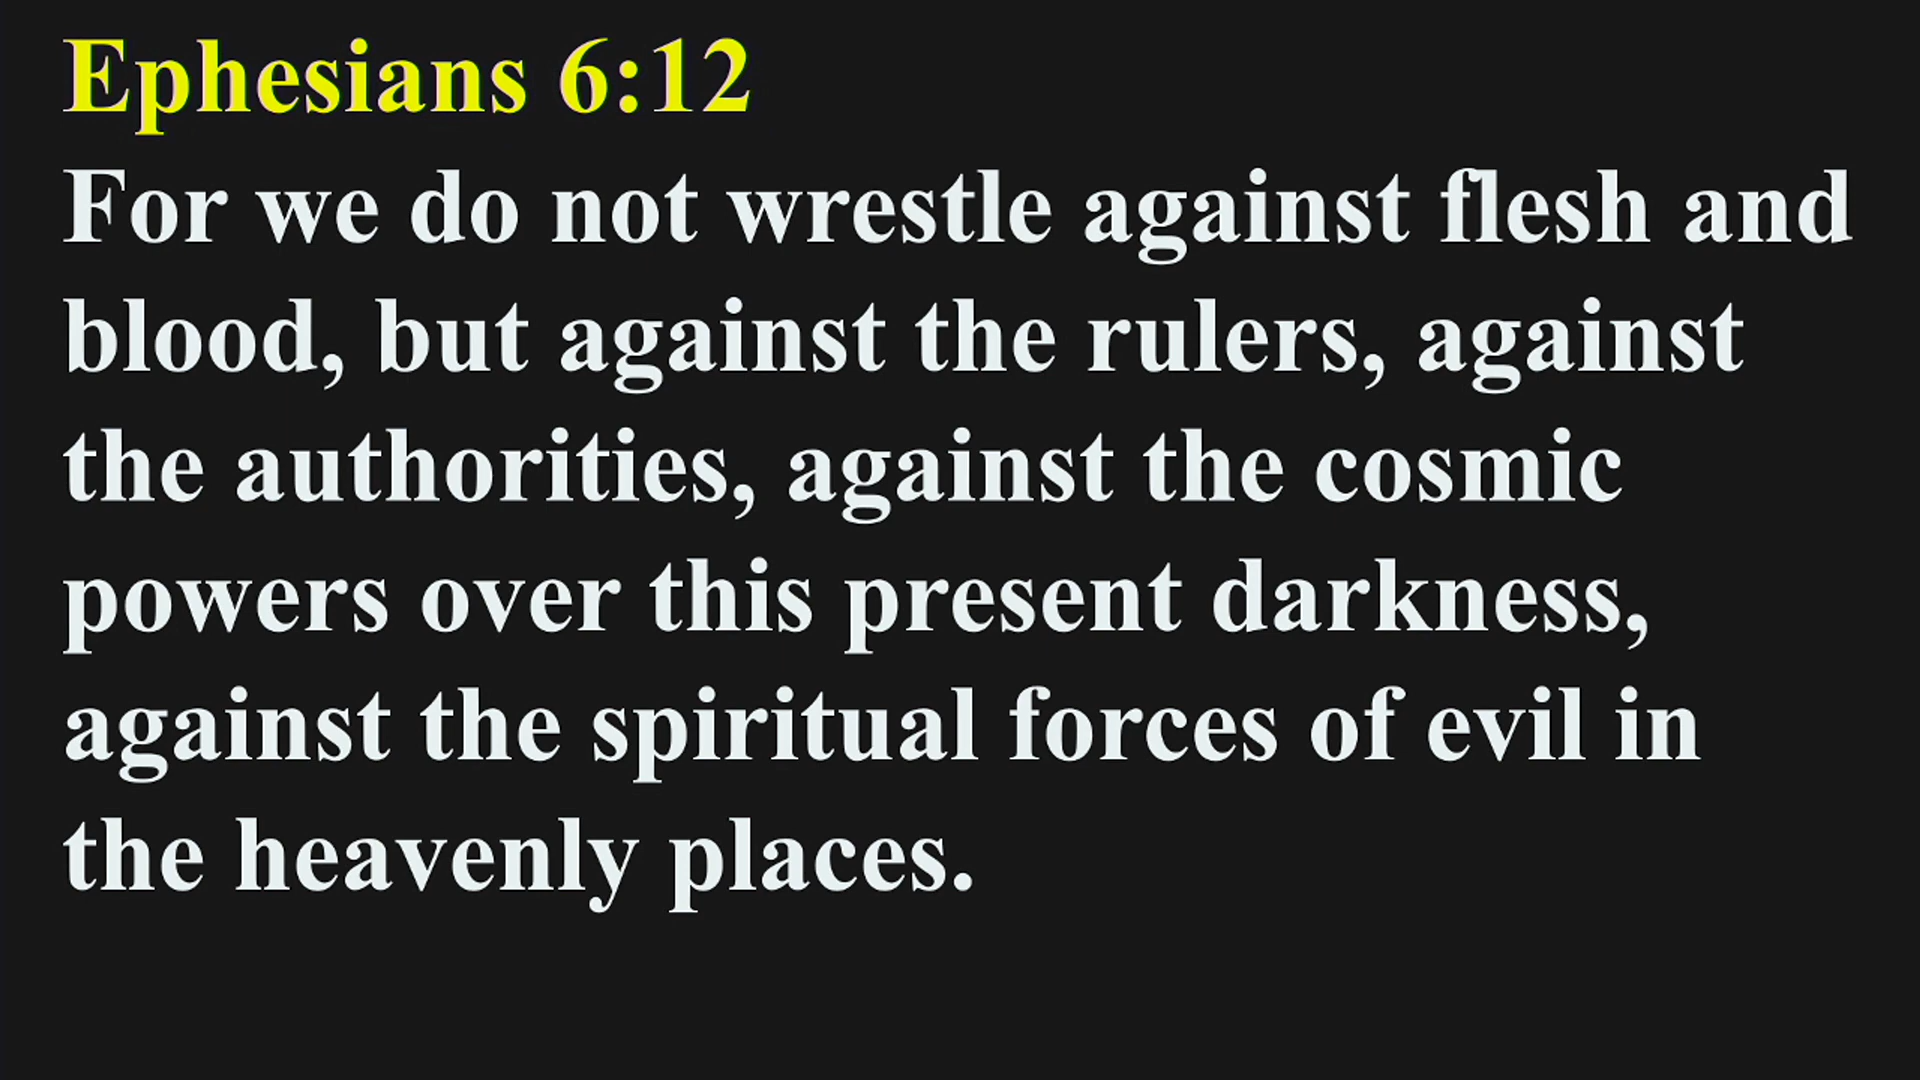 Ephesians 6:12
For we do not wrestle against flesh and
blood, but against the rulers, against
the authorities, against the cosmic
powers over this present darkness,
against the spiritual forces of evil in
the heavenly places.